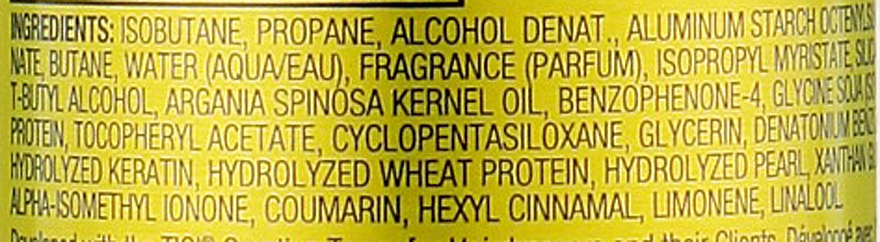 INGREDIENTS: ISOBUTANE, PROPANE, ALCOHOL DENAT., ALUMINUM STARCH
NATE, BUTANE, WATER (AQUA/EAU), FRAGRANCE (PARFUM), ISOPROPYL MYRISTATE,
T-BUTYL ALCOHOL, ARGANIA SPINOSA KERNEL OIL, BENZOPHENONE-4, GLYCINE SOJA
PROTEIN, TOCOPHERYL ACETATE, CYCLOPENTASILOXANE, GLYCERIN, DENATONIUM
HYDROLYZED KERATIN, HYDROLYZED WHEAT PROTEIN, HYDROLYZED PEARL, XANTHAN
ALPHA-ISOMETHYL IONONE, COUMARIN, HEXYL CINNAMAL, LIMONENE, LINALOOL.